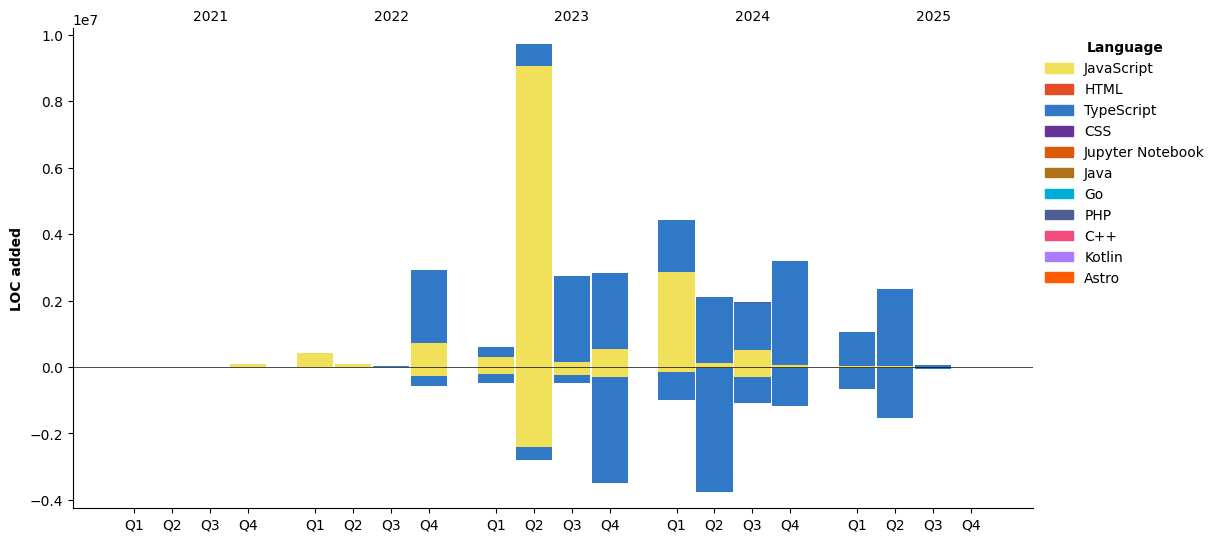 2021 2022 2023 2024 2025
1e7
1.0
0.8
0.6
0.4
0.2
0.0
−0.2
−0.4
LOC added
Q1 Q2 Q3 Q4 Q1 Q2 Q3 Q4 Q1 Q2 Q3 Q4 Q1 Q2 Q3 Q4 Q1 Q2 Q3 Q4
Language
JavaScript
HTML
TypeScript
CSS
Jupyter Notebook
Java
Go
PHP
C++
Kotlin
Astro